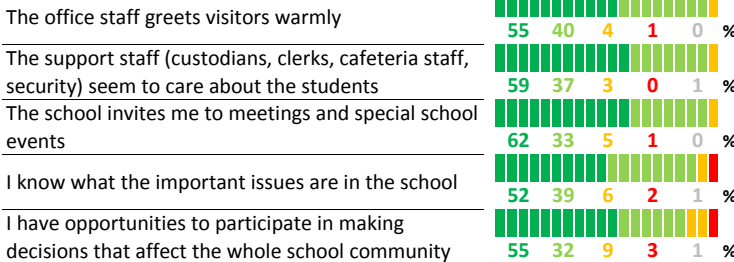 The office staff greets visitors warmly
55 40 4 1 0 %
The support staff (custodians, clerks, cafeteria staff,
security) seem to care about the students
59 37 3 0 1 %
The school invites me to meetings and special school
events
62 33 5 1 0 %
I know what the important issues are in the school
52 39 6 2 1 %
I have opportunities to participate in making
decisions that affect the whole school community
55 32 9 3 1 %